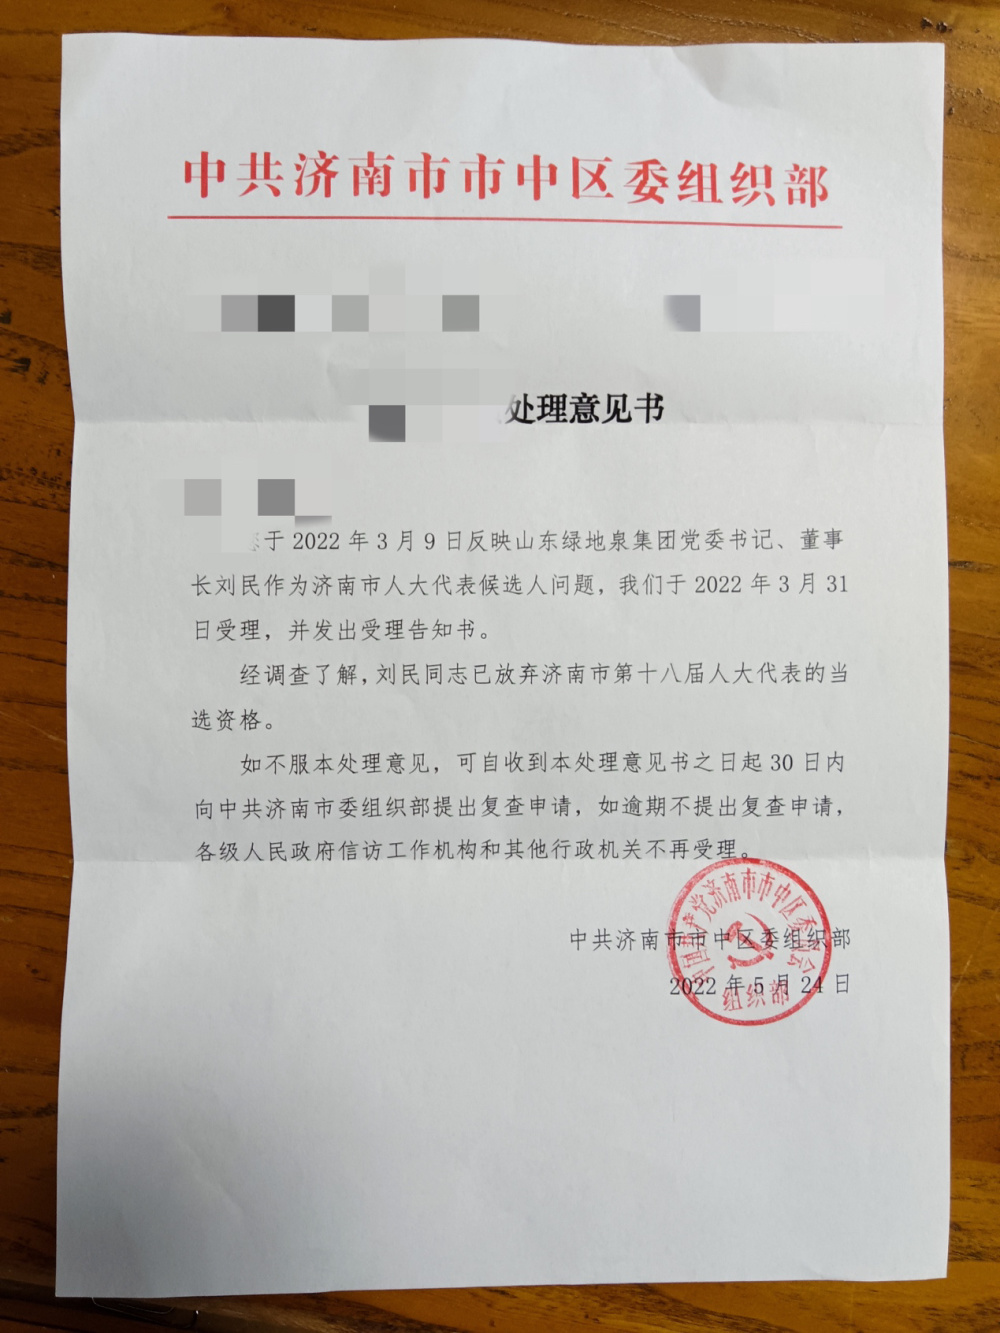 中共济南市市中区委组织部
处理意见书
于 2022 年 3 月 9 日反映山东绿地泉集团党委书记、董事
长刘民作为济南市人大代表候选人问题，我们于 2022 年 3 月 31
日受理，并发出受理告知书。
经调查了解，刘民同志已放弃济南市第十八届人大代表的当
选资格。
如不服本处理意见，可自收到本处理意见书之日起 30 日内
向中共济南市委组织部提出复查申请，如逾期不提出复查申请，
各级人民政府信访工作机构和其他行政机关不再受理。
中共济南市市中区委组织部
2022 年 5 月 24 日
中国共产党济南市市中区委员会
组织部